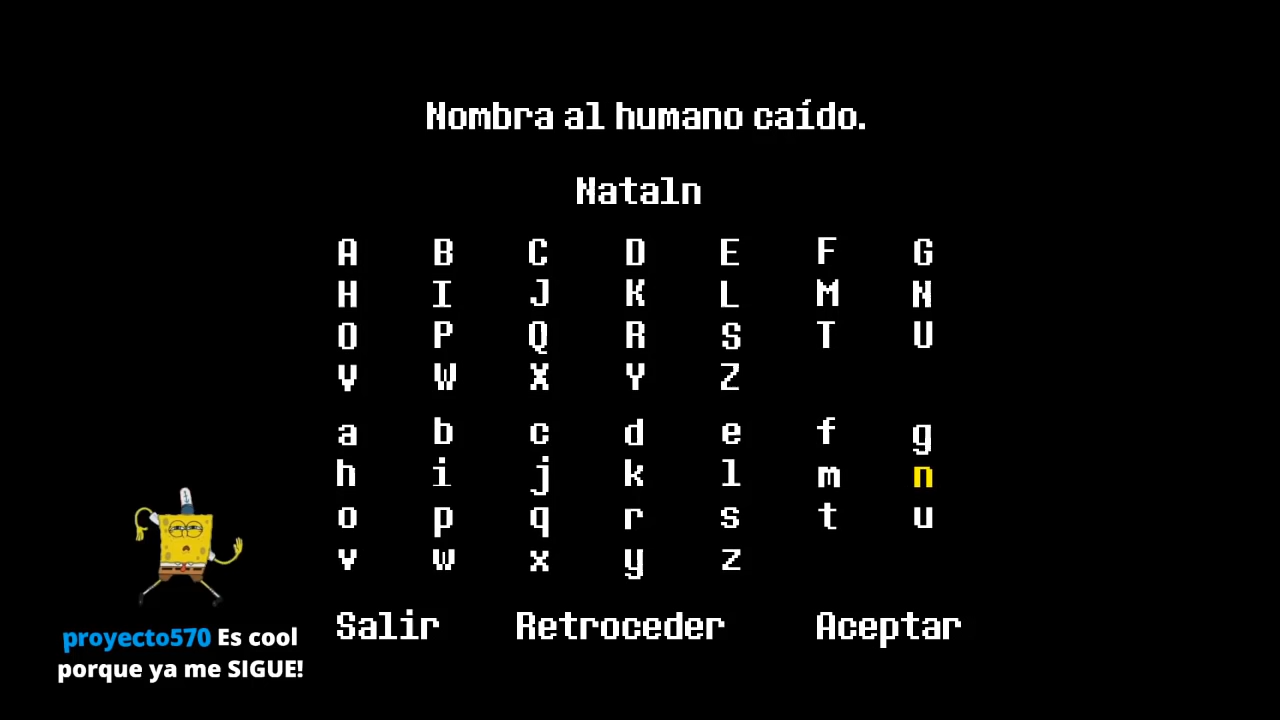 Nombra al humano caído.
Nataln
A B C D E F G
H I J K L M N
O P Q R S T U
V W X Y Z
a b c d e f g
h i j k l m n
o p q r s t u
v w x y z
Salir Retroceder Aceptar
proyecto570 Es cool
porque ya me SIGUE!